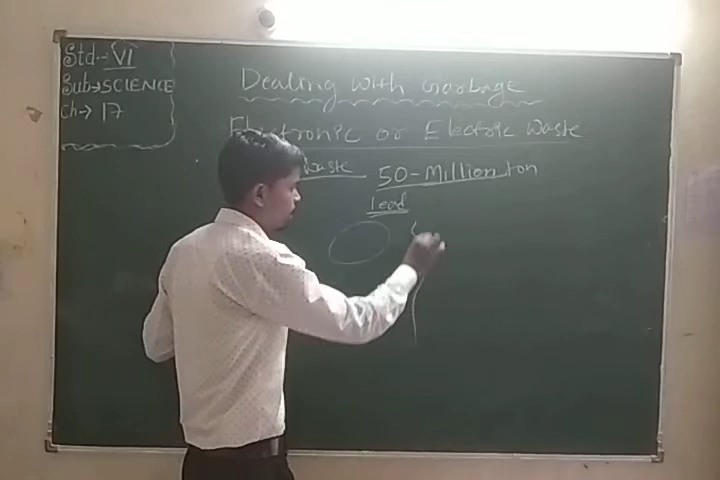 Std.- VI
Sub→SCIENCE
Ch→ 17
Dealing with Garbage
Electronic or Electric Waste
waste 50-Million ton
lead